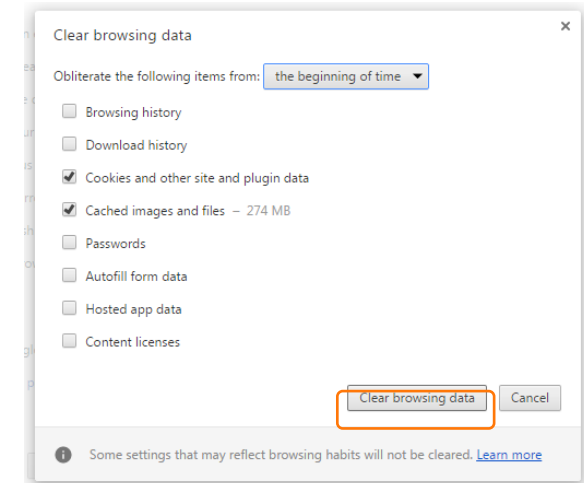 Clear browsing data
×
Obliterate the following items from: the beginning of time
Browsing history
Download history
Cookies and other site and plugin data
Cached images and files – 274 MB
Passwords
Autofill form data
Hosted app data
Content licenses
Clear browsing data Cancel
Some settings that may reflect browsing habits will not be cleared. Learn more